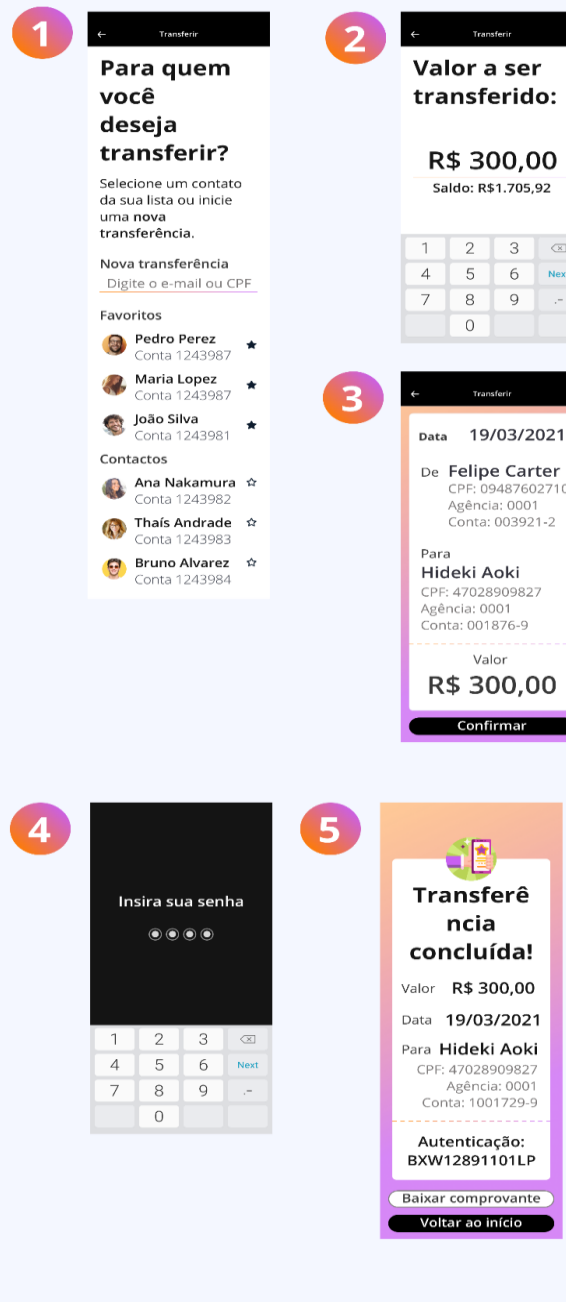 1
Transferir
Para quem
você
deseja
transferir?
Selecione um contato
da sua lista ou inicie
uma nova
transferência.
Nova transferência
Digite o e-mail ou CPF
Favoritos
Pedro Perez
Conta 1243987
Maria Lopez
Conta 1243987
João Silva
Conta 1243981
Contactos
Ana Nakamura
Conta 1243982
Thaís Andrade
Conta 1243983
Bruno Alvarez
Conta 1243984
2
Transferir
Valor a ser
transferido:
R$ 300,00
Saldo: R$1.705,92
1 2 3
4 5 6 Nex
7 8 9 .-
0
3
Transferir
Data 19/03/2021
De Felipe Carter
CPF: 09487602710
Agência: 0001
Conta: 003921-2
Para
Hideki Aoki
CPF: 47028909827
Agência: 0001
Conta: 001876-9
Valor
R$ 300,00
Confirmar
4
Insira sua senha
1 2 3
4 5 6 Next
7 8 9 .-
0
5
Transferê
ncia
concluída!
Valor R$ 300,00
Data 19/03/2021
Para Hideki Aoki
CPF: 47028909827
Agência: 0001
Conta: 1001729-9
Autenticação:
BXW12891101LP
Baixar comprovante
Voltar ao início